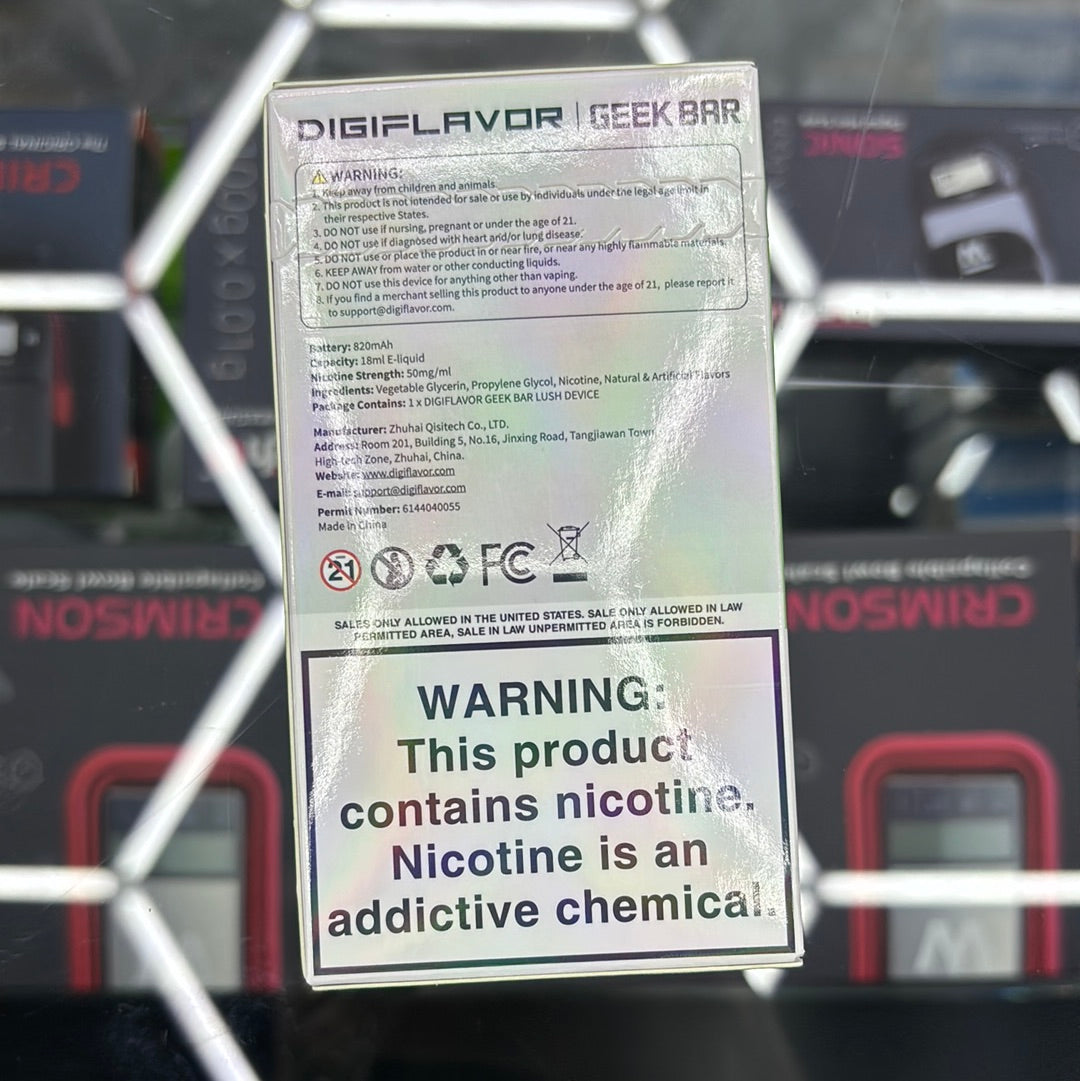 DIGIFLAVOR | GEEK BAR
WARNING:
1. Keep away from children and animals.
2. This product is not intended for sale or use by individuals under the legal age limit in
their respective States.
3. DO NOT use if nursing, pregnant or under the age of 21.
4. DO NOT use if diagnosed with heart and/or lung disease.
5. DO NOT use or place the product in or near fire, or near any highly flammable materials.
6. KEEP AWAY from water or other conducting liquids.
7. DO NOT use this device for anything other than vaping.
8. If you find a merchant selling this product to anyone under the age of 21, please report it
to support@digiflavor.com.
Battery: 820mAh
Capacity: 18ml E-liquid
Nicotine Strength: 50mg/ml
Ingredients: Vegetable Glycerin, Propylene Glycol, Nicotine, Natural & Artificial Flavors
Package Contains: 1 x DIGIFLAVOR GEEK BAR LUSH DEVICE
Manufacturer: Zhuhai Qisitech Co., LTD.
Address: Room 201, Building 5, No.16, Jinxing Road, Tangjiawan Town
High-tech Zone, Zhuhai, China.
Website: www.digiflavor.com
E-mail: support@digiflavor.com
Permit Number: 6144040055
Made in China
21
FC
SALES ONLY ALLOWED IN THE UNITED STATES. SALE ONLY ALLOWED IN LAW
PERMITTED AREA, SALE IN LAW UNPERMITTED AREA IS FORBIDDEN.
WARNING:
This product
contains nicotine.
Nicotine is an
addictive chemical.
CRIMSON
Collapsible Bowl Scale
CRIMSON
Collapsible Bowl
SONIC
100g x 0.01g
CRI